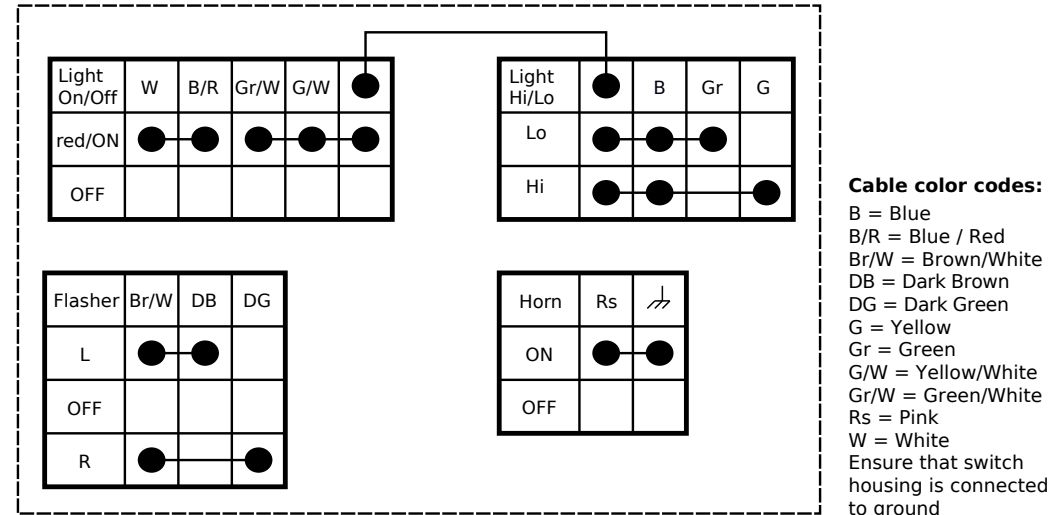 Light On/Off W B/R Gr/W G/W
red/ON
OFF
Light Hi/Lo B Gr G
Lo
Hi
Flasher Br/W DB DG
L
OFF
R
Horn Rs
ON
OFF
Cable color codes:
B = Blue
B/R = Blue / Red
Br/W = Brown/White
DB = Dark Brown
DG = Dark Green
G = Yellow
Gr = Green
G/W = Yellow/White
Gr/W = Green/White
Rs = Pink
W = White
Ensure that switch
housing is connected
to ground